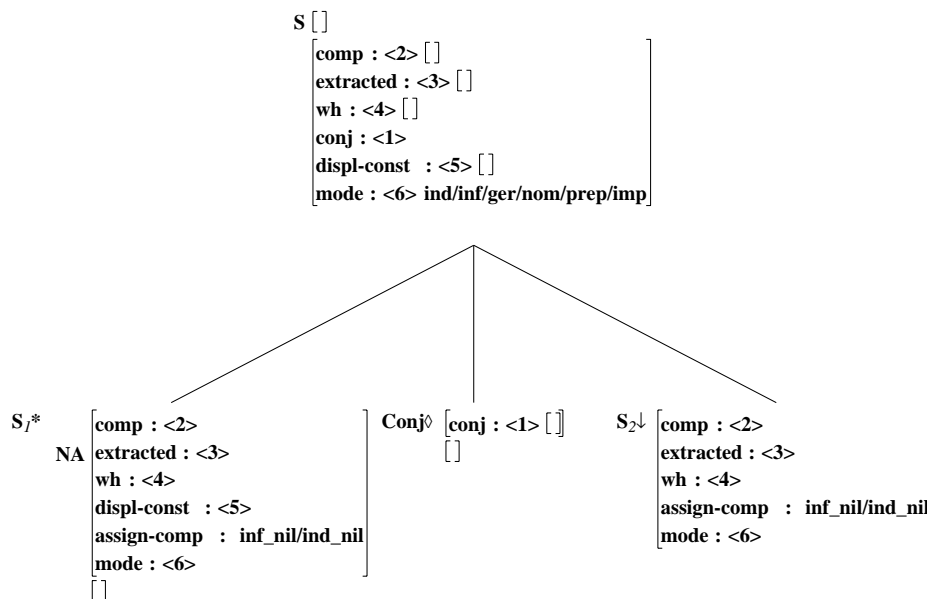 S []
comp : <2> []
extracted : <3> []
wh : <4> []
conj : <1>
displ-const : <5> []
mode : <6> ind/inf/ger/nom/prep/imp
S1* NA
comp : <2>
extracted : <3>
wh : <4>
displ-const : <5>
assign-comp : inf_nil/ind_nil
mode : <6>
[]
Conj◊ [conj : <1> []]
[]
S2↓
comp : <2>
extracted : <3>
wh : <4>
assign-comp : inf_nil/ind_nil
mode : <6>